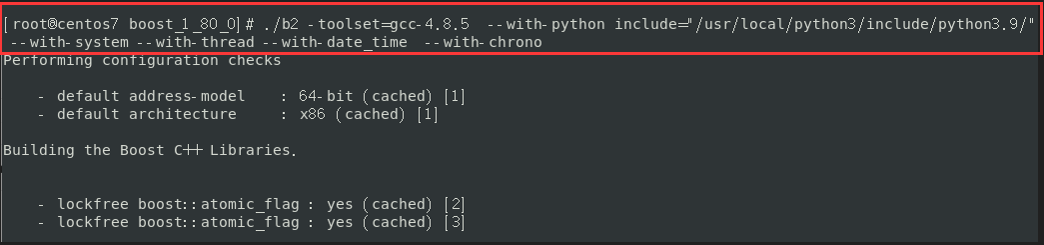 [root@centos7 boost_1_80_0]# ./b2 -toolset=gcc-4.8.5  --with-python include="/usr/local/python3/include/python3.9/"
 --with-system --with-thread --with-date_time  --with-chrono
Performing configuration checks
    - default address-model    : 64-bit (cached) [1]
    - default architecture     : x86 (cached) [1]
Building the Boost C++ Libraries.
    - lockfree boost::atomic_flag : yes (cached) [2]
    - lockfree boost::atomic_flag : yes (cached) [3]